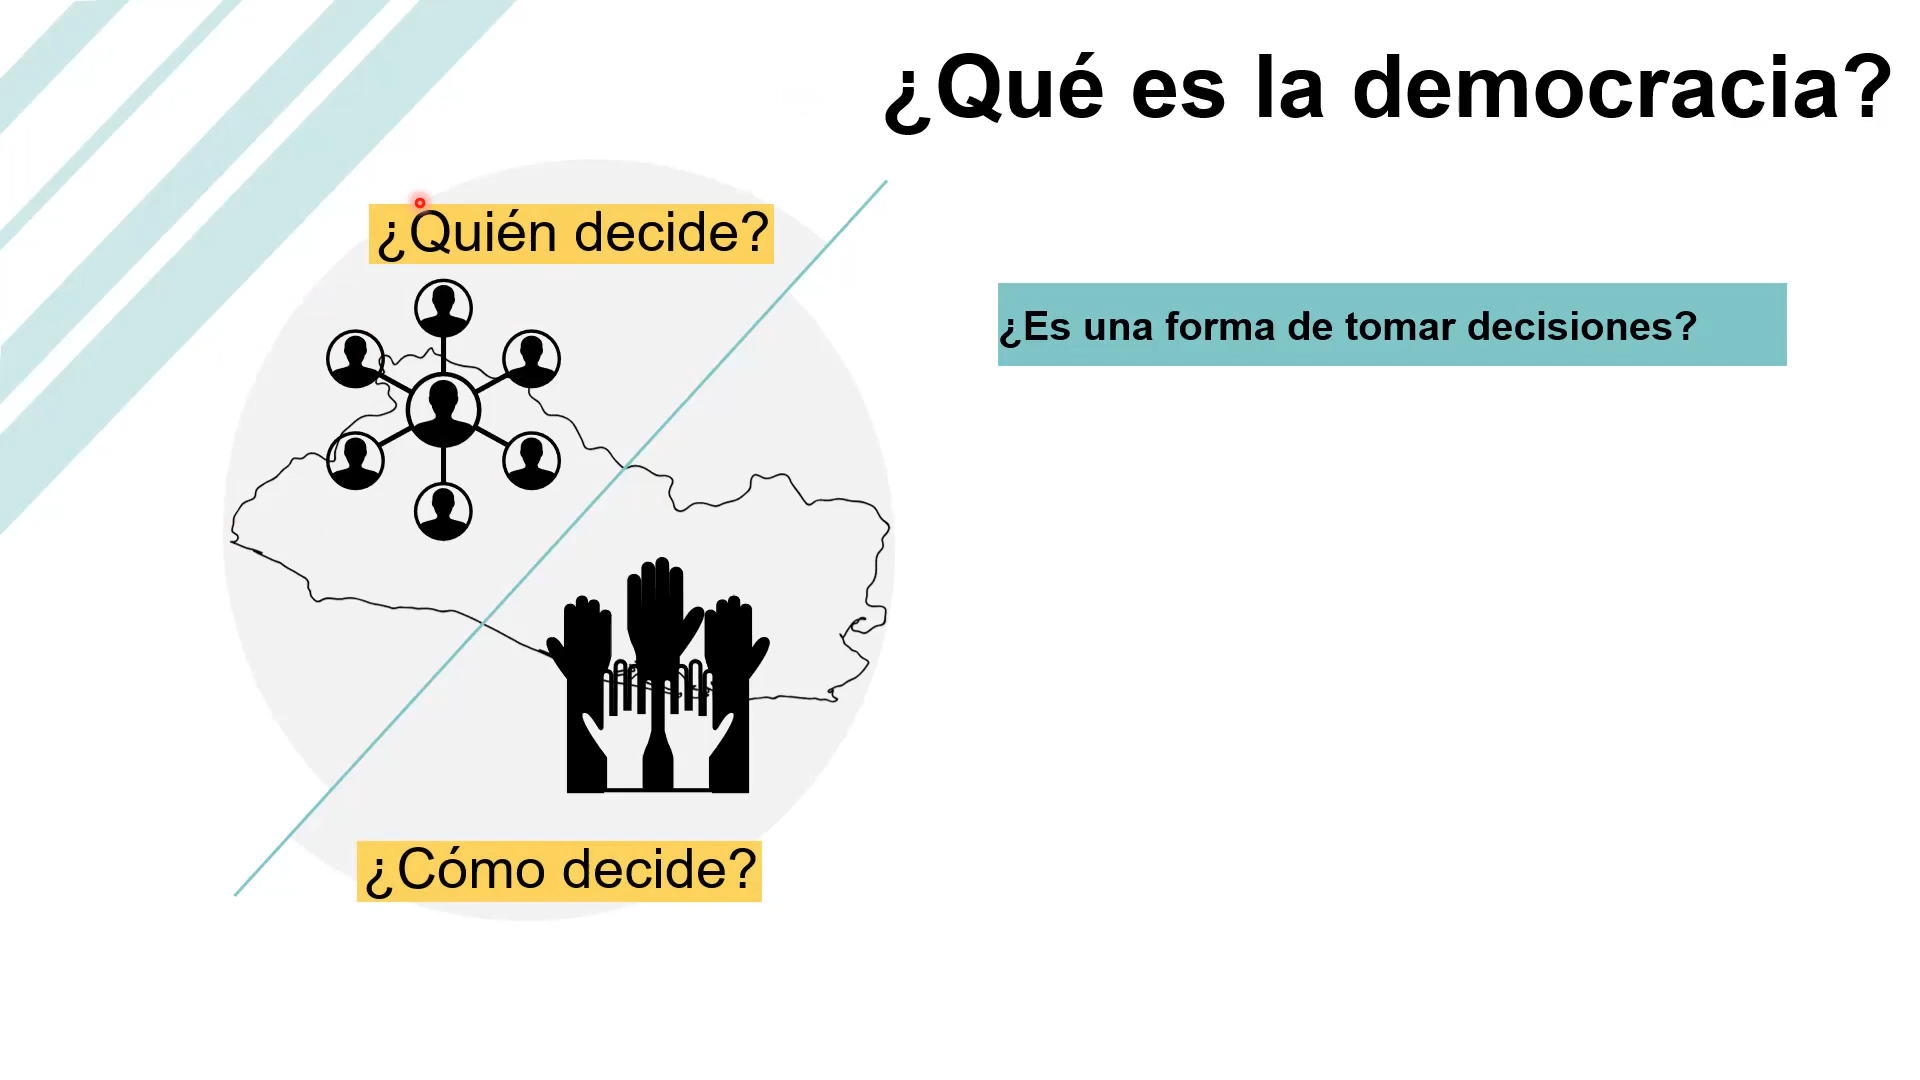 ¿Qué es la democracia?
¿Quién decide?
¿Es una forma de tomar decisiones?
¿Cómo decide?